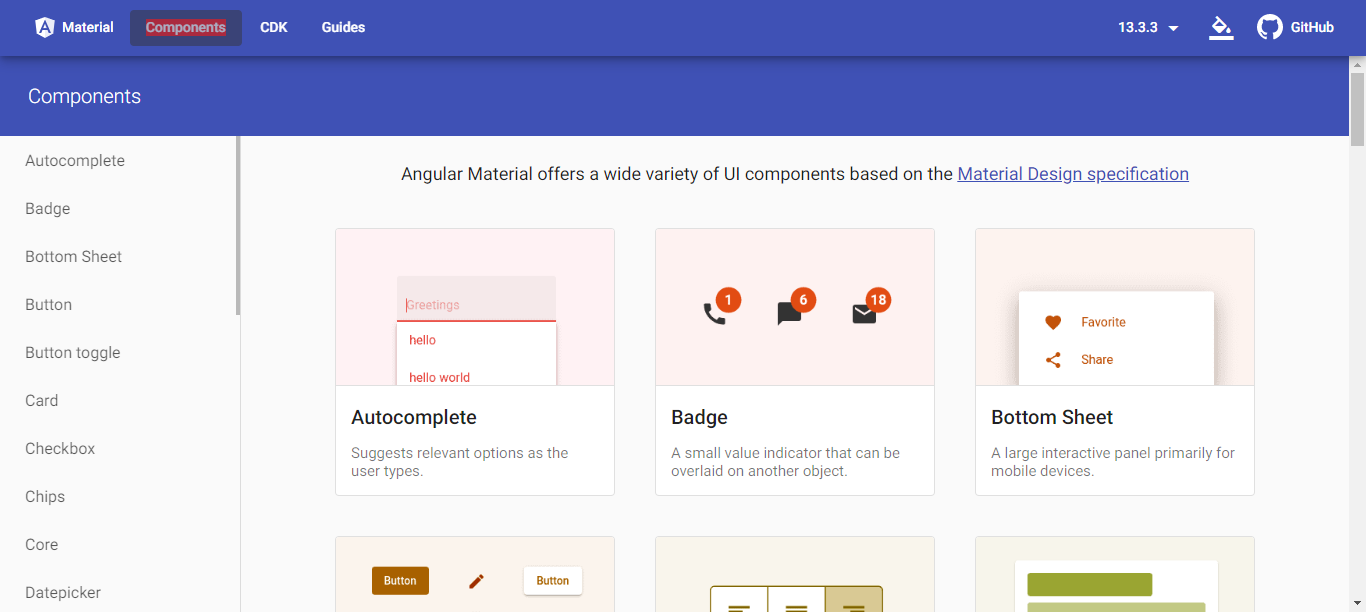 Material
Components
CDK
Guides
13.3.3
GitHub
Components
Autocomplete
Badge
Bottom Sheet
Button
Button toggle
Card
Checkbox
Chips
Core
Datepicker
Angular Material offers a wide variety of UI components based on the Material Design specification
Greetings
hello
hello world
Autocomplete
Suggests relevant options as the
user types.
1
6
18
Badge
A small value indicator that can be
overlaid on another object.
Favorite
Share
Bottom Sheet
A large interactive panel primarily for
mobile devices.
Button
Button